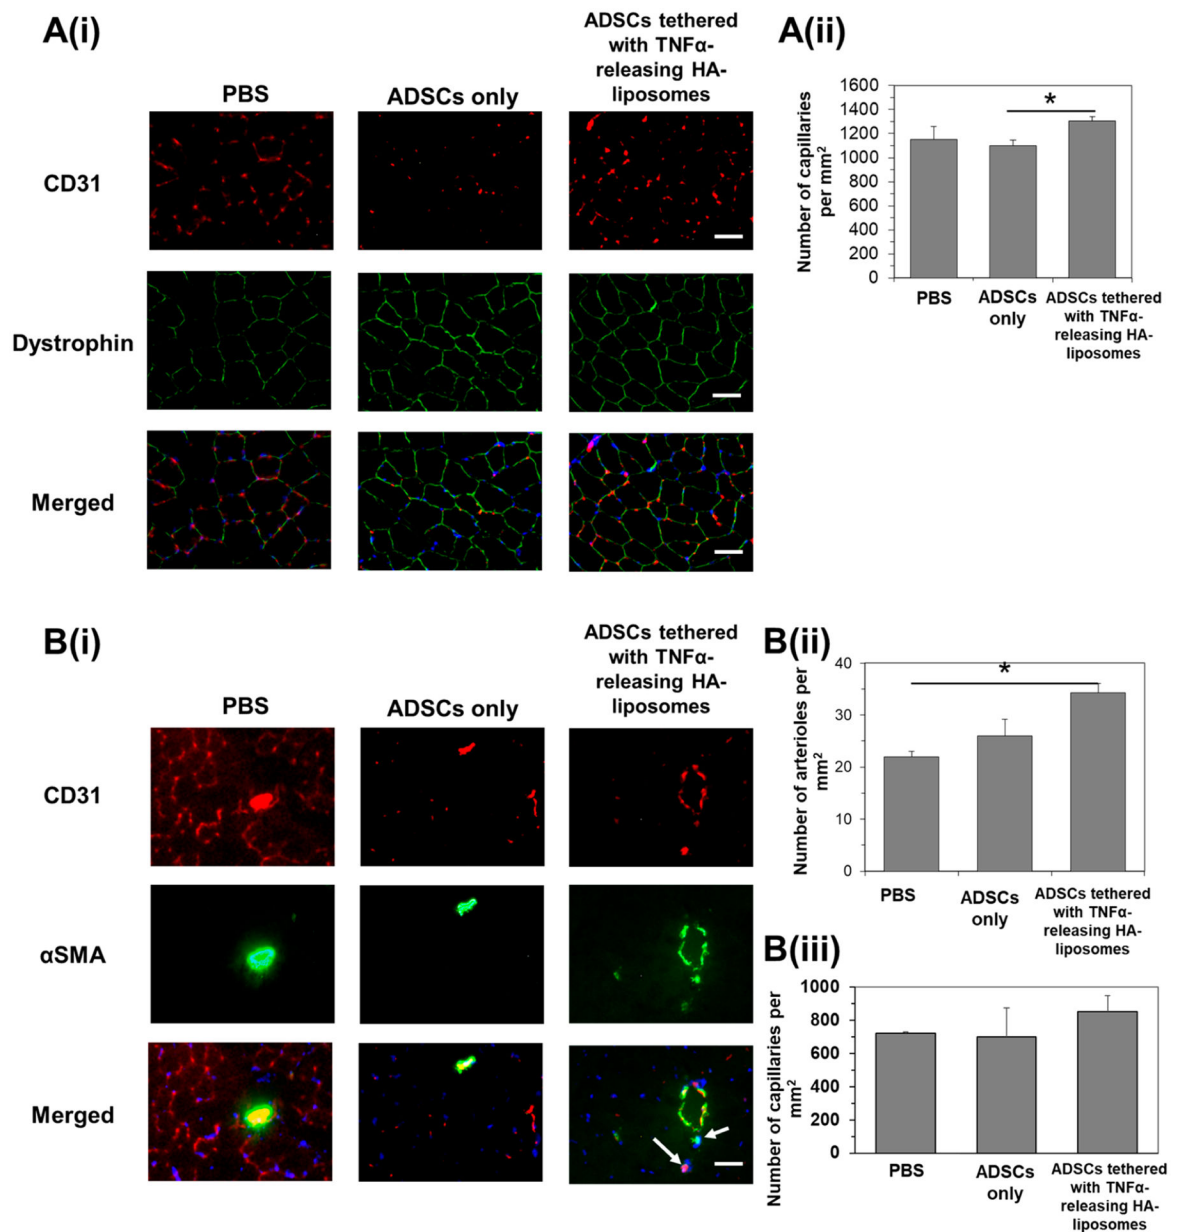 A(i)
PBS
ADSCs only
ADSCs tethered
with TNFα-
releasing HA-
liposomes
CD31
Dystrophin
Merged
A(ii)
Number of capillaries
per mm²
1600
1400
1200
1000
800
600
400
200
0
*
PBS
ADSCs
only
ADSCs tethered
with TNFα-
releasing HA-
liposomes
B(i)
PBS
ADSCs only
ADSCs tethered
with TNFα-
releasing HA-
liposomes
CD31
αSMA
Merged
B(ii)
Number of arterioles per
mm²
40
30
20
10
0
*
PBS
ADSCs
only
ADSCs tethered
with TNFα-
releasing HA-
liposomes
B(iii)
Number of capillaries per
mm²
1000
800
600
400
200
0
PBS
ADSCs
only
ADSCs tethered
with TNFα-
releasing HA-
liposomes